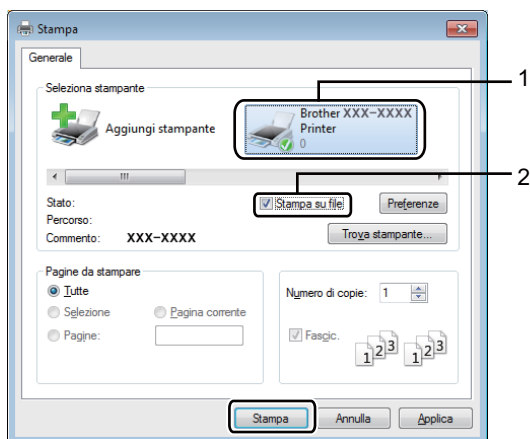 Stampa
Generale
1
Seleziona stampante
Aggiungi stampante
Brother XXX-XXXX
Printer
0
2
Stato:
Stampa su file
Preferenze
Percorso:
Commento: XXX-XXXX
Trova stampante...
Pagine da stampare
Tutte
Numero di copie: 1
Selezione
Pagina corrente
Pagine:
Fascic.
1 2 3 1 2 3
Stampa
Annulla
Applica